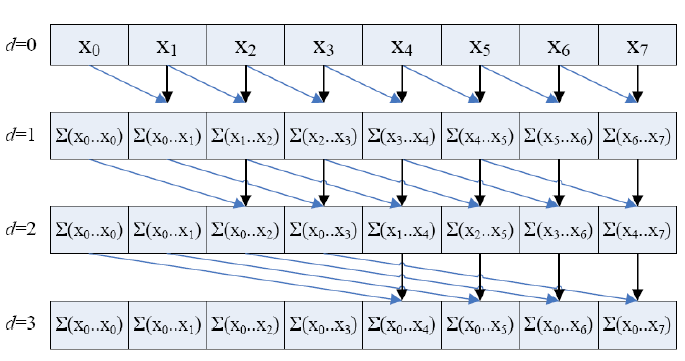 d=0 x₀ x₁ x₂ x₃ x₄ x₅ x₆ x₇
d=1 Σ(x₀..x₀) Σ(x₀..x₁) Σ(x₁..x₂) Σ(x₂..x₃) Σ(x₃..x₄) Σ(x₄..x₅) Σ(x₅..x₆) Σ(x₆..x₇)
d=2 Σ(x₀..x₀) Σ(x₀..x₁) Σ(x₀..x₂) Σ(x₀..x₃) Σ(x₁..x₄) Σ(x₂..x₅) Σ(x₃..x₆) Σ(x₄..x₇)
d=3 Σ(x₀..x₀) Σ(x₀..x₁) Σ(x₀..x₂) Σ(x₀..x₃) Σ(x₀..x₄) Σ(x₀..x₅) Σ(x₀..x₆) Σ(x₀..x₇)